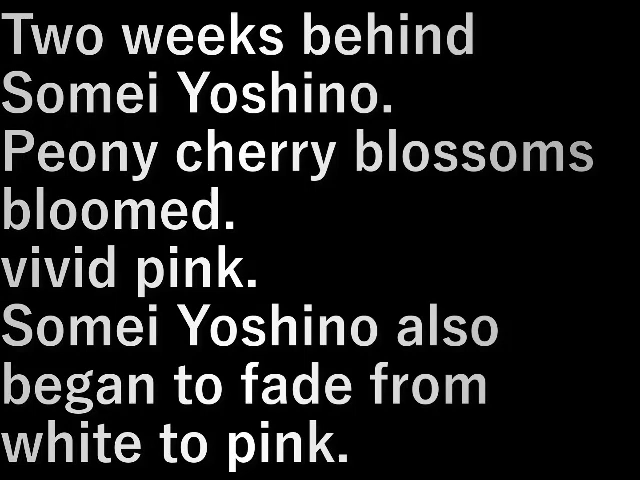 Two weeks behind
Somei Yoshino.
Peony cherry blossoms
bloomed.
vivid pink.
Somei Yoshino also
began to fade from
white to pink.